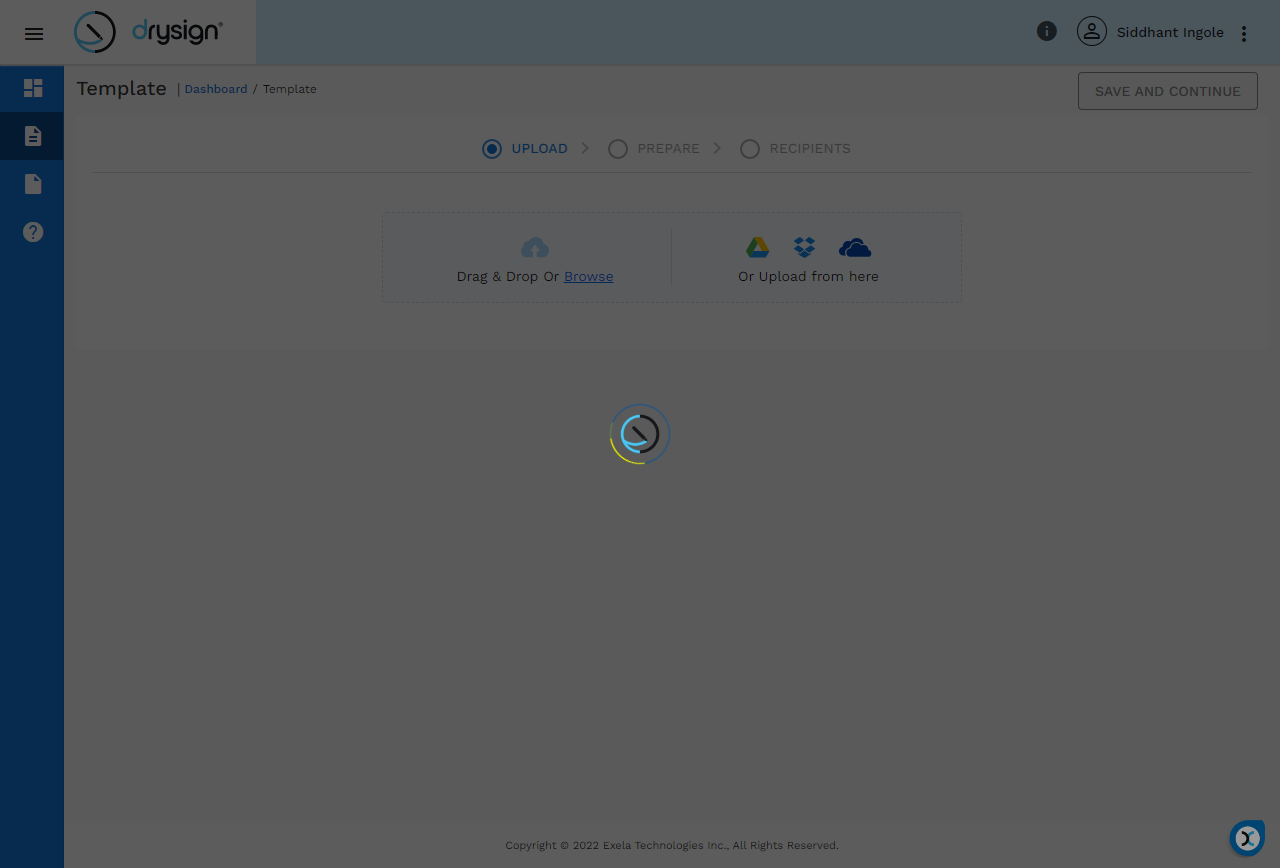 drysign®
Siddhant Ingole
Template | Dashboard / Template
SAVE AND CONTINUE
UPLOAD > PREPARE > RECIPIENTS
Drag & Drop Or Browse
Or Upload from here
Copyright © 2022 Exela Technologies Inc., All Rights Reserved.